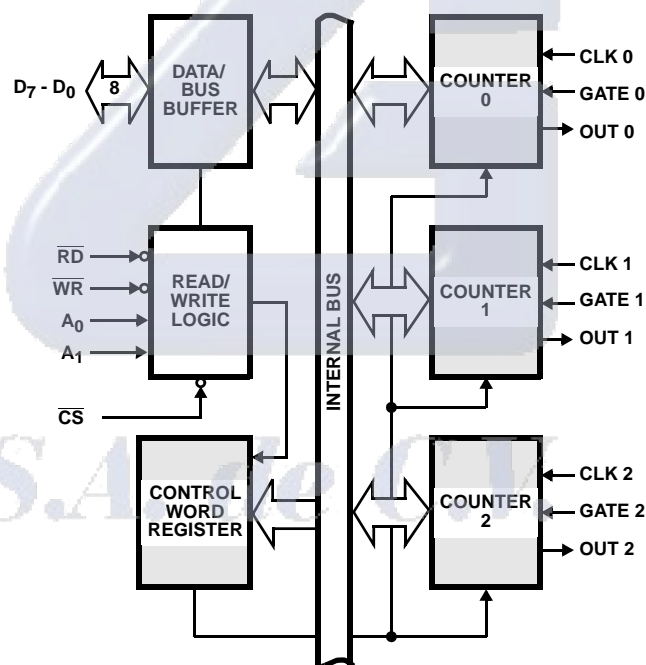 D7 - D0
8
DATA/
BUS
BUFFER
COUNTER
0
CLK 0
GATE 0
OUT 0
RD
WR
A0
A1
CS
READ/
WRITE
LOGIC
INTERNAL BUS
COUNTER
1
CLK 1
GATE 1
OUT 1
CONTROL
WORD
REGISTER
COUNTER
2
CLK 2
GATE 2
OUT 2
S.A. de C.V.